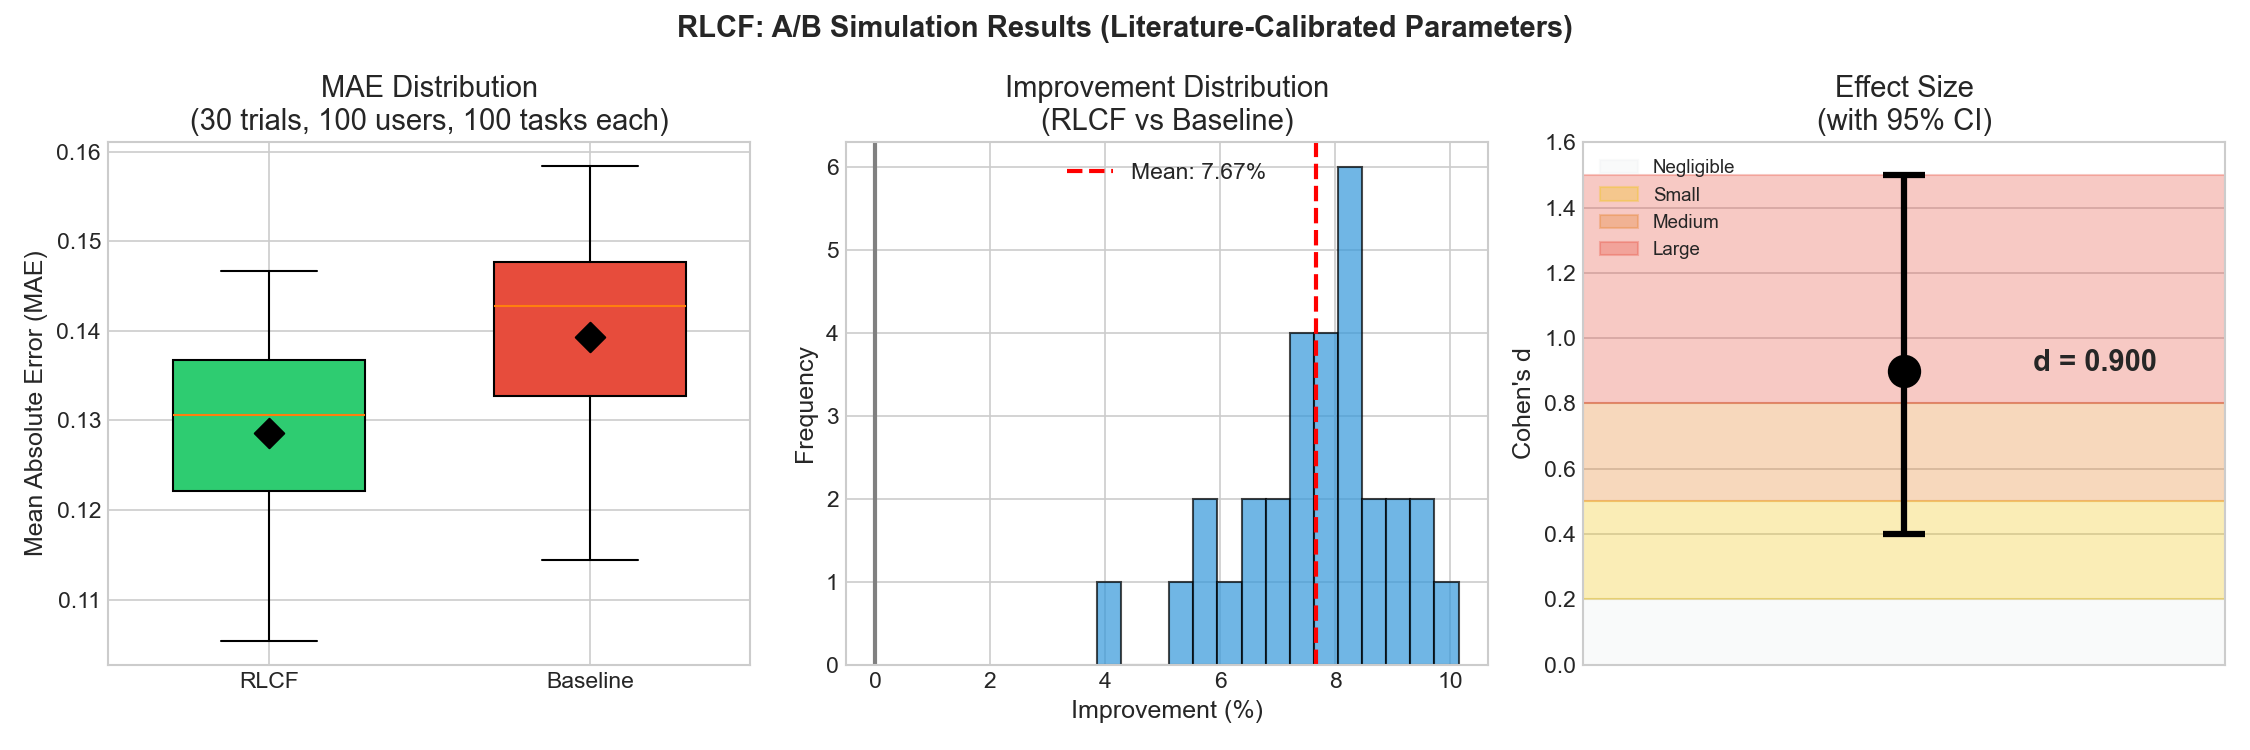 RLCF: A/B Simulation Results (Literature-Calibrated Parameters)
MAE Distribution
(30 trials, 100 users, 100 tasks each)
Mean Absolute Error (MAE)
0.16
0.15
0.14
0.13
0.12
0.11
RLCF
Baseline
Improvement Distribution
(RLCF vs Baseline)
Mean: 7.67%
Frequency
6
5
4
3
2
1
0
0
2
4
6
8
10
Improvement (%)
Effect Size
(with 95% CI)
Cohen's d
1.6
1.4
1.2
1.0
0.8
0.6
0.4
0.2
0.0
Negligible
Small
Medium
Large
d = 0.900